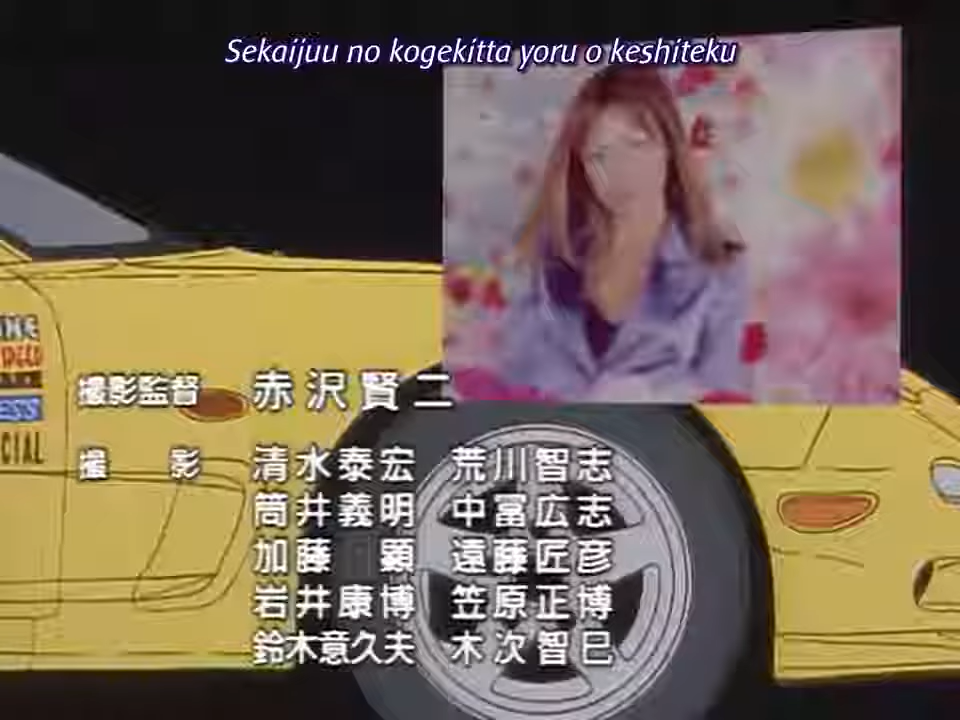 Sekaijuu no kogekitta yoru o keshiteku
撮影監督 赤沢賢二
撮 影 清水泰宏 荒川智志
筒井義明 中冨広志
加藤 顕 遠藤匠彦
岩井康博 笠原正博
鈴木意久夫 木次智巳
CIAL